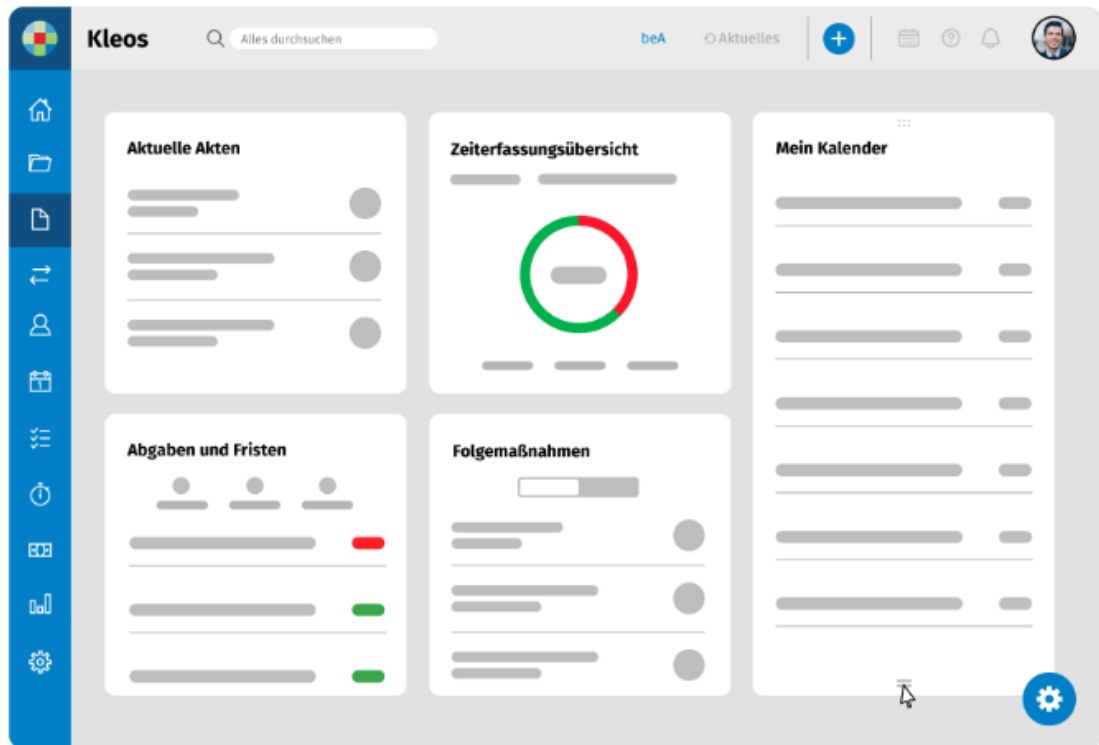 Kleos
Alles durchsuchen
beA
Aktuelles
Aktuelle Akten
Zeiterfassungsübersicht
Mein Kalender
Abgaben und Fristen
Folgemaßnahmen